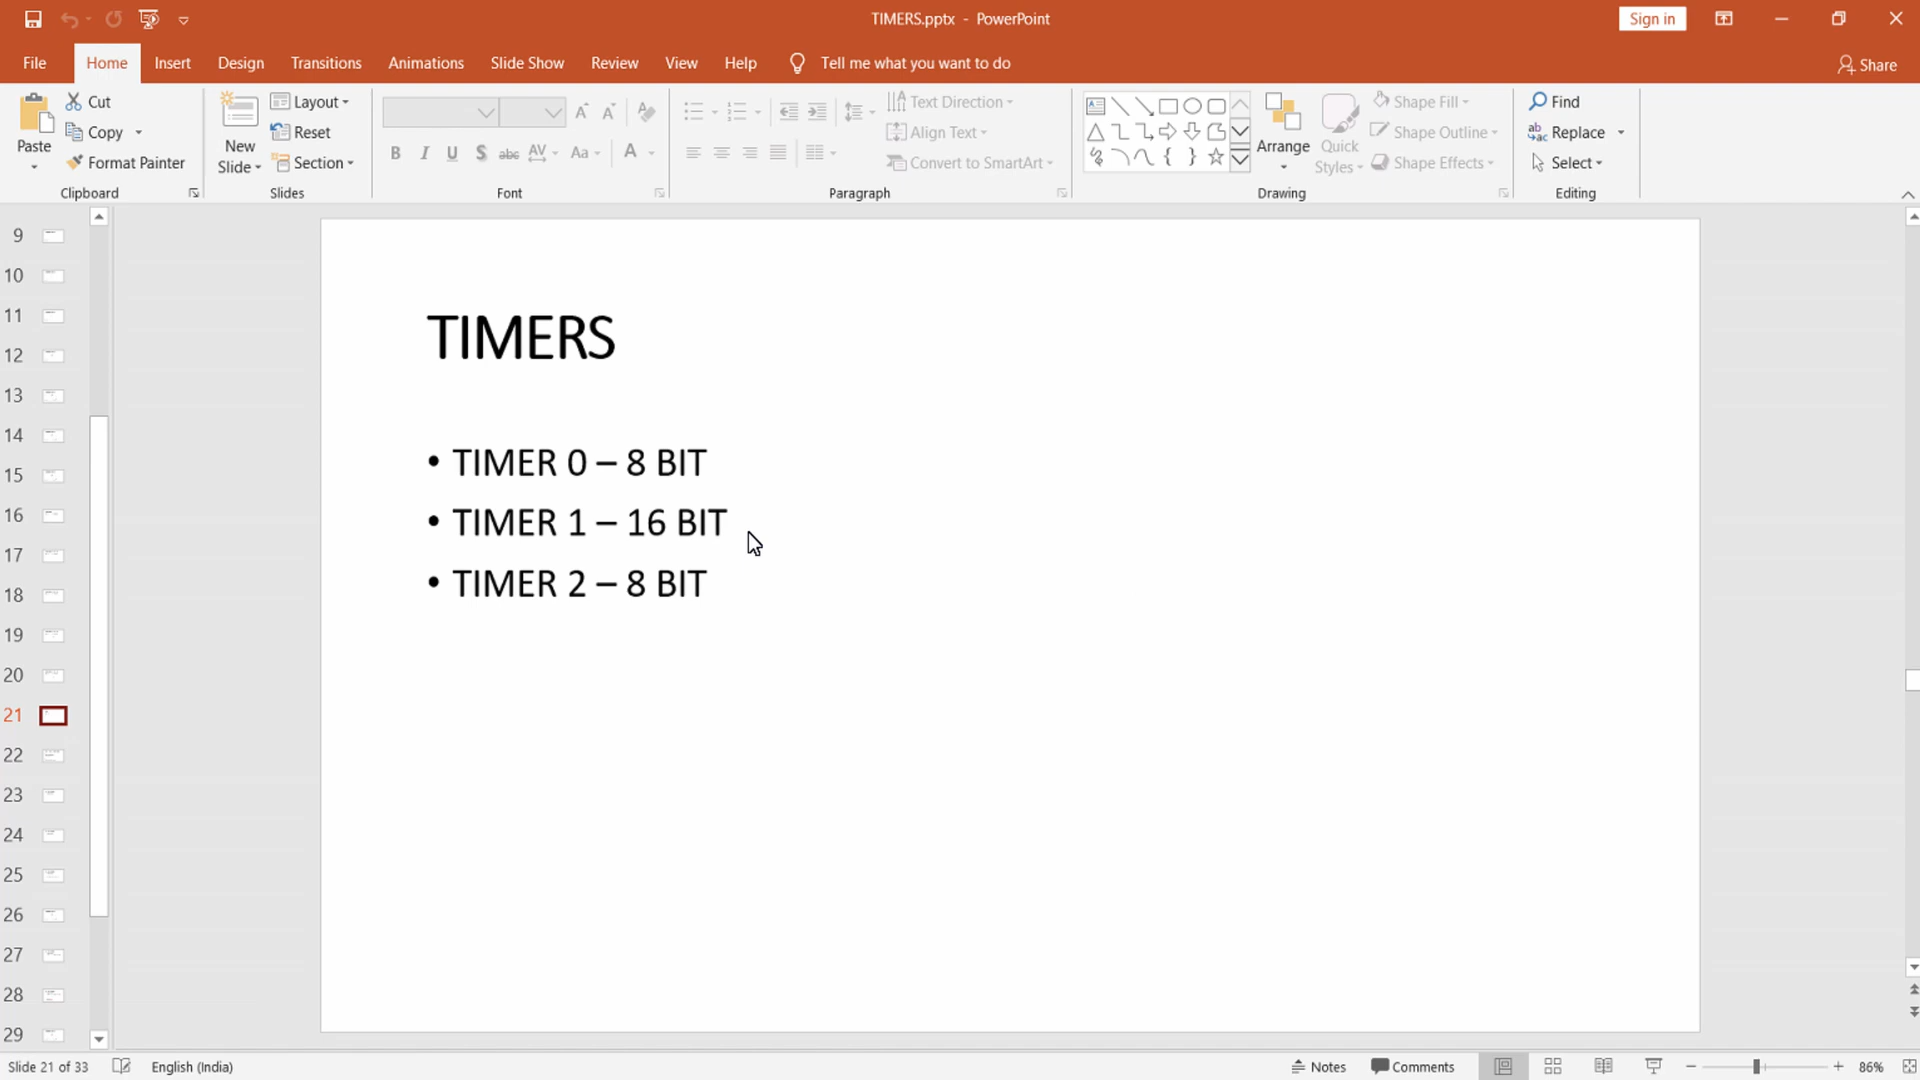 TIMERS.pptx - PowerPoint
Sign in
File Home Insert Design Transitions Animations Slide Show Review View Help Tell me what you want to do Share
Paste
Cut
Copy
Format Painter
Clipboard
New Slide
Layout
Reset
Section
Slides
B I U S abc AV Aa A
Font
Text Direction
Align Text
Convert to SmartArt
Paragraph
Arrange
Quick Styles
Shape Fill
Shape Outline
Shape Effects
Drawing
Find
Replace
Select
Editing
9
10
11
12
13
14
15
16
17
18
19
20
21
22
23
24
25
26
27
28
29
TIMERS
• TIMER 0 – 8 BIT
• TIMER 1 – 16 BIT
• TIMER 2 – 8 BIT
Slide 21 of 33 English (India) Notes Comments 86%